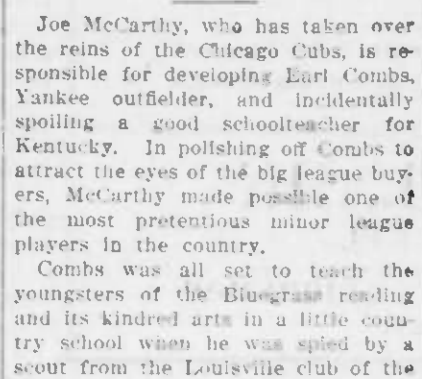 Joe McCarthy, who has taken over
the reins of the Chicago Cubs, is re-
sponsible for developing Earl Combs,
Yankee outfielder, and incidentally
spoiling a good schoolteacher for
Kentucky. In polishing off Combs to
attract the eyes of the big league buy-
ers, McCarthy made possible one of
the most pretentious minor league
players in the country.
Combs was all set to teach the
youngsters of the Bluegrass reading
and its kindred arts in a little coun-
try school when he was spied by a
scout from the Louisville club of the